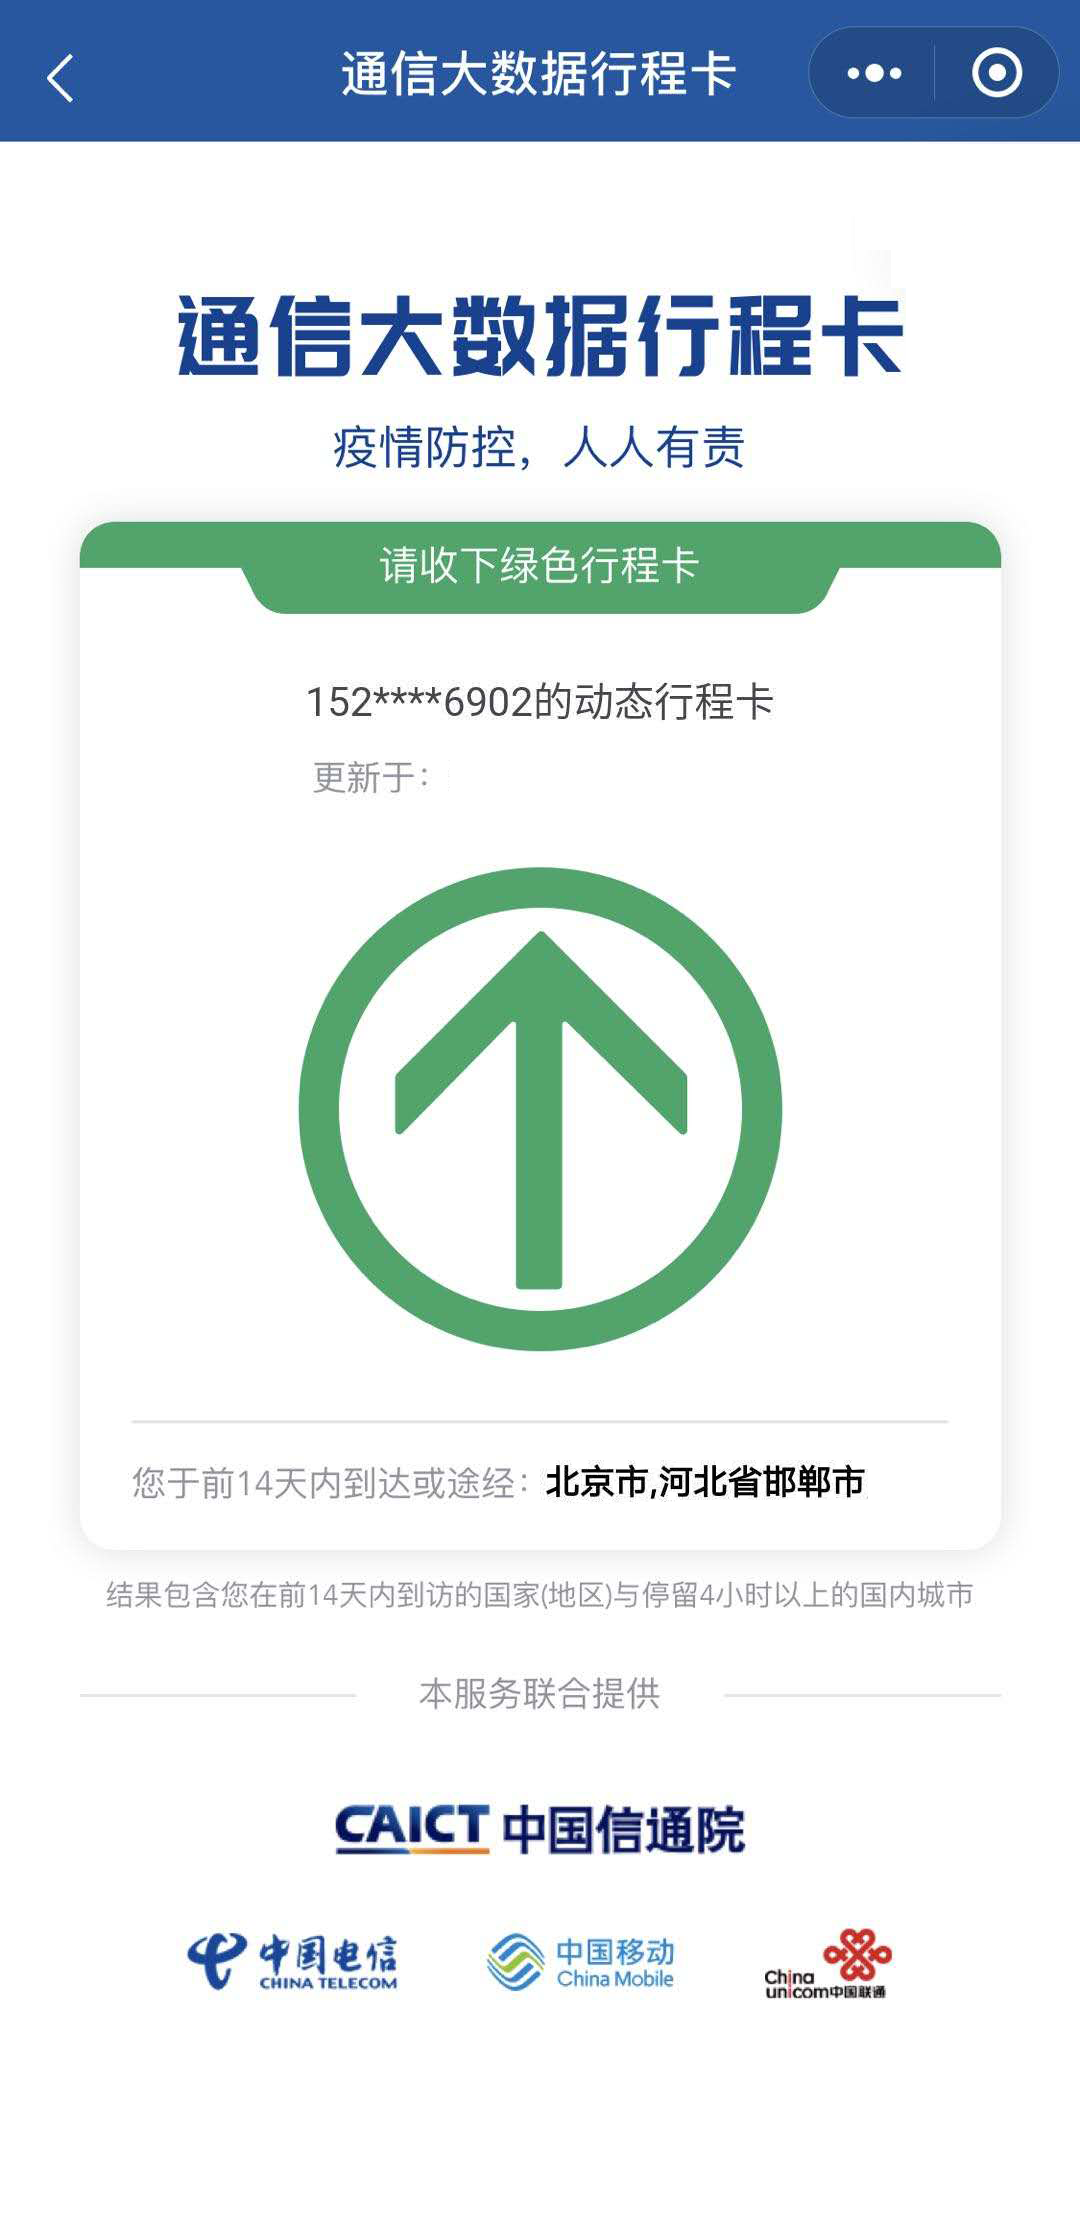 通信大数据行程卡
通信大数据行程卡
疫情防控，人人有责
请收下绿色行程卡
152****6902的动态行程卡
更新于：
您于前14天内到达或途经：北京市,河北省邯郸市
结果包含您在前14天内到访的国家(地区)与停留4小时以上的国内城市
本服务联合提供
CAICT 中国信通院
中国电信 中国移动
CHINA TELECOM China Mobile
China
unicom中国联通